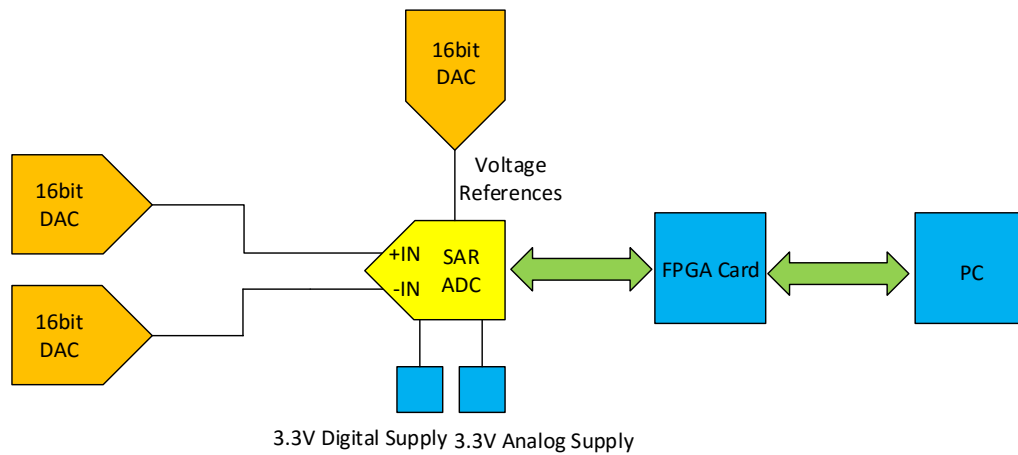 16bit
DAC
Voltage
References
16bit
DAC
+IN
-IN
SAR
ADC
FPGA Card
PC
16bit
DAC
3.3V Digital Supply
3.3V Analog Supply